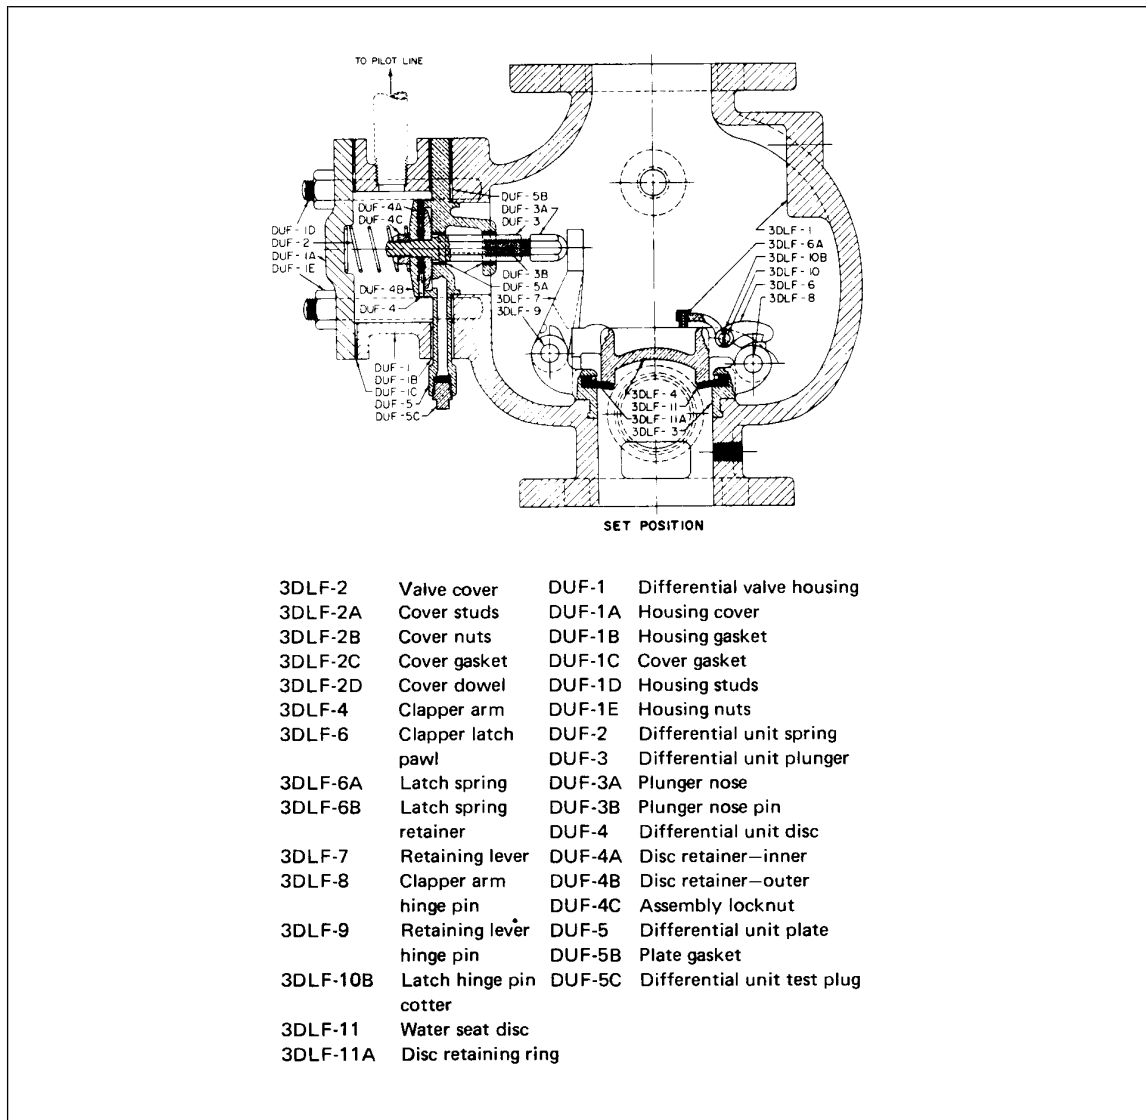 TO PILOT LINE
DUF-4A
DUF-4C
DUF-1D
DUF-2
DUF-1A
DUF-1E
DUF-4B
DUF-4
DUF-1
DUF-1B
DUF-1C
DUF-5
DUF-5C
DUF-5B
DUF-3A
DUF-3
DUF-3B
DUF-5A
3DLF-7
3DLF-9
3DLF-1
3DLF-6A
3DLF-10B
3DLF-10
3DLF-6
3DLF-8
3DLF-4
3DLF-11
3DLF-11A
3DLF-3
SET POSITION
3DLF-2 Valve cover DUF-1 Differential valve housing
3DLF-2A Cover studs DUF-1A Housing cover
3DLF-2B Cover nuts DUF-1B Housing gasket
3DLF-2C Cover gasket DUF-1C Cover gasket
3DLF-2D Cover dowel DUF-1D Housing studs
3DLF-4 Clapper arm DUF-1E Housing nuts
3DLF-6 Clapper latch DUF-2 Differential unit spring
pawl DUF-3 Differential unit plunger
3DLF-6A Latch spring DUF-3A Plunger nose
3DLF-6B Latch spring DUF-3B Plunger nose pin
retainer DUF-4 Differential unit disc
3DLF-7 Retaining lever DUF-4A Disc retainer—inner
3DLF-8 Clapper arm DUF-4B Disc retainer—outer
hinge pin DUF-4C Assembly locknut
3DLF-9 Retaining lever DUF-5 Differential unit plate
hinge pin DUF-5B Plate gasket
3DLF-10B Latch hinge pin DUF-5C Differential unit test plug
cotter
3DLF-11 Water seat disc
3DLF-11A Disc retaining ring